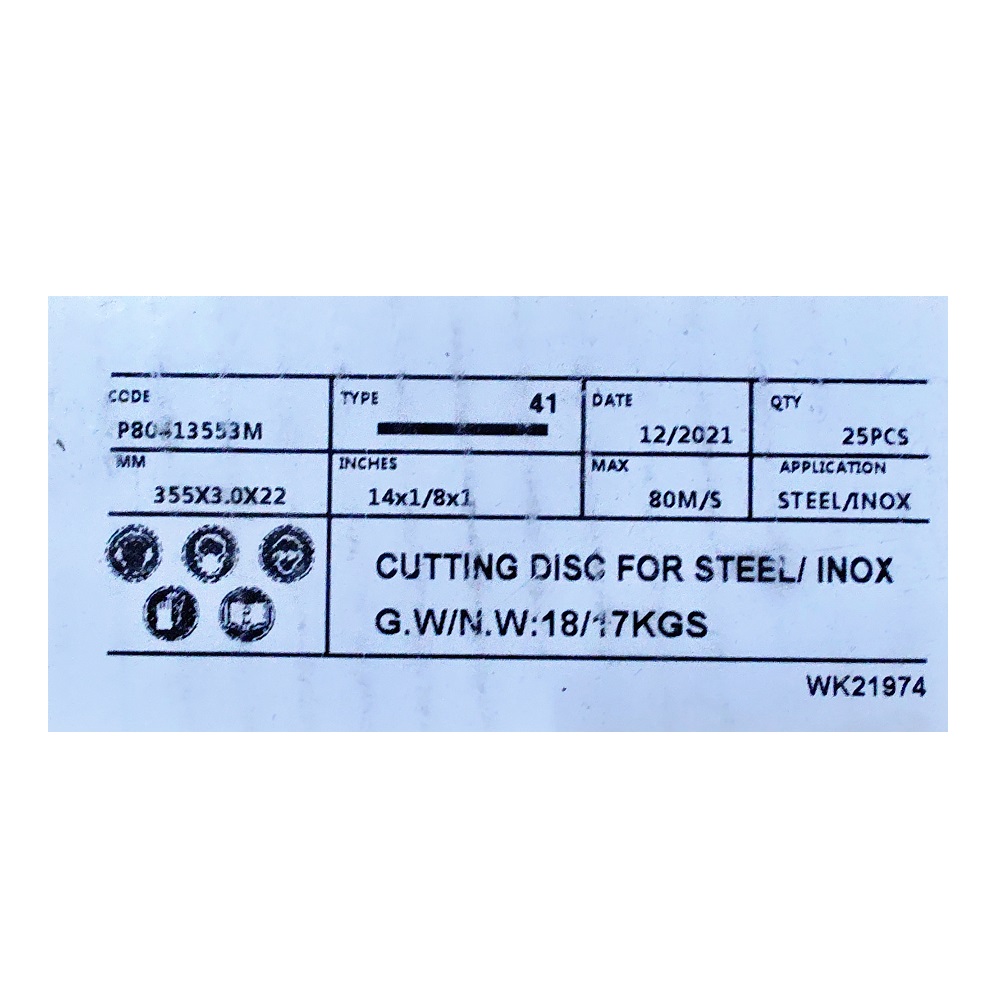 CODE
TYPE 41
DATE
QTY
12/2021
25PCS
MM
INCHES
MAX
APPLICATION
355X3.0X22
14x1/8x1
80M/S
STEEL/INOX
CUTTING DISC FOR STEEL/ INOX
G.W/N.W:18/17KGS
WK21974